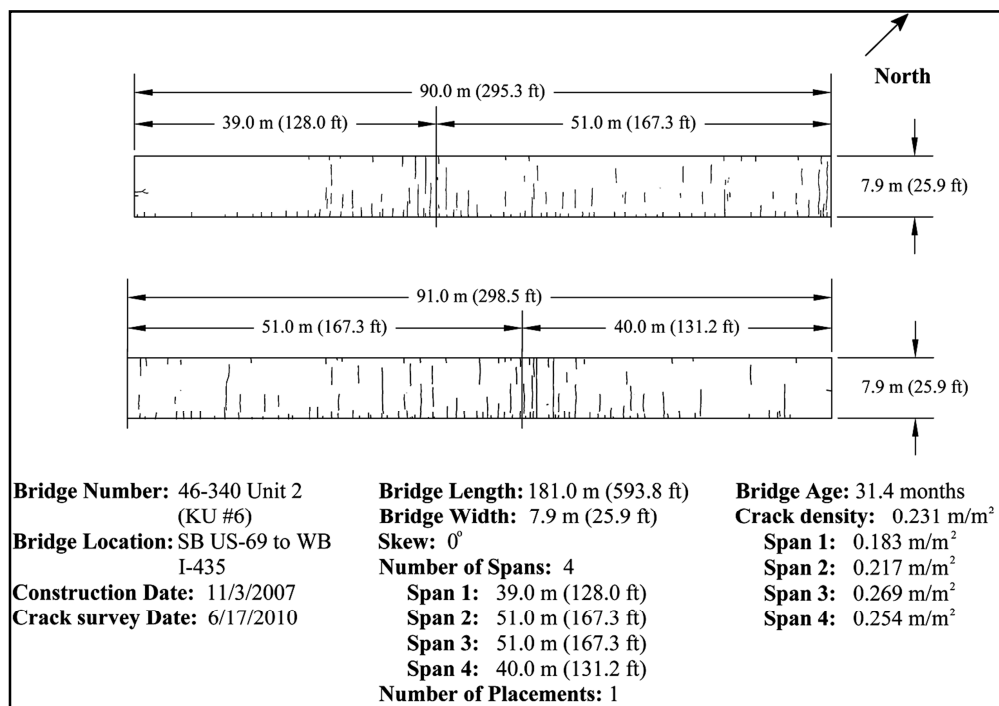 North
90.0 m (295.3 ft)
39.0 m (128.0 ft)
51.0 m (167.3 ft)
7.9 m (25.9 ft)
91.0 m (298.5 ft)
51.0 m (167.3 ft)
40.0 m (131.2 ft)
7.9 m (25.9 ft)
Bridge Number: 46-340 Unit 2
(KU #6)
Bridge Location: SB US-69 to WB
I-435
Construction Date: 11/3/2007
Crack survey Date: 6/17/2010
Bridge Length: 181.0 m (593.8 ft)
Bridge Width: 7.9 m (25.9 ft)
Skew: 0°
Number of Spans: 4
Span 1: 39.0 m (128.0 ft)
Span 2: 51.0 m (167.3 ft)
Span 3: 51.0 m (167.3 ft)
Span 4: 40.0 m (131.2 ft)
Number of Placements: 1
Bridge Age: 31.4 months
Crack density: 0.231 m/m²
Span 1: 0.183 m/m²
Span 2: 0.217 m/m²
Span 3: 0.269 m/m²
Span 4: 0.254 m/m²